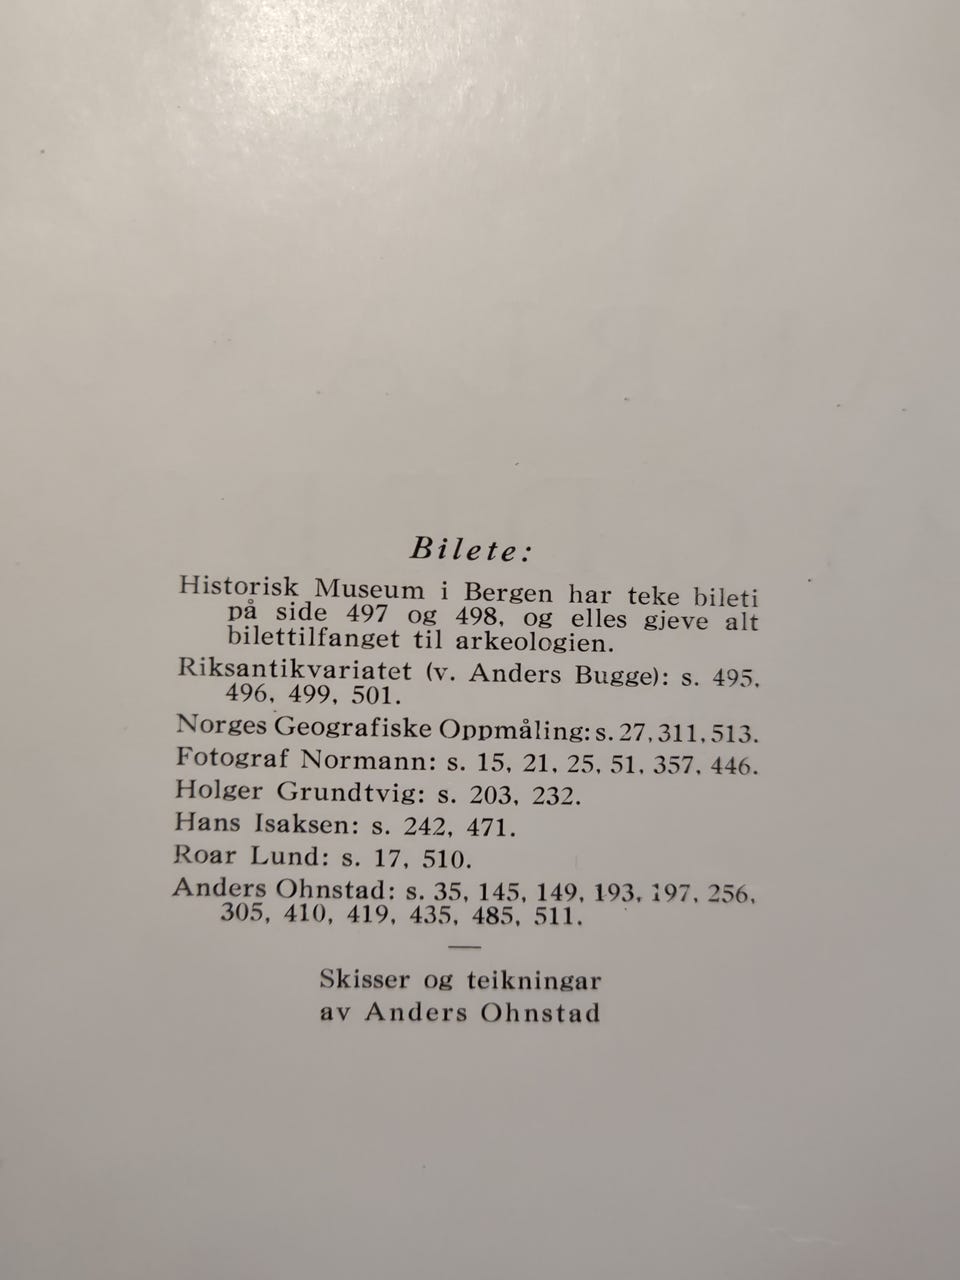 Bilete:
Historisk Museum i Bergen har teke bileti
på side 497 og 498, og elles gjeve alt
bilettilfanget til arkeologien.
Riksantikvariatet (v. Anders Bugge): s. 495,
496, 499, 501.
Norges Geografiske Oppmåling: s. 27, 311, 513.
Fotograf Normann: s. 15, 21, 25, 51, 357, 446.
Holger Grundtvig: s. 203, 232.
Hans Isaksen: s. 242, 471.
Roar Lund: s. 17, 510.
Anders Ohnstad: s. 35, 145, 149, 193, 197, 256,
305, 410, 419, 435, 485, 511.
—
Skisser og teikningar
av Anders Ohnstad